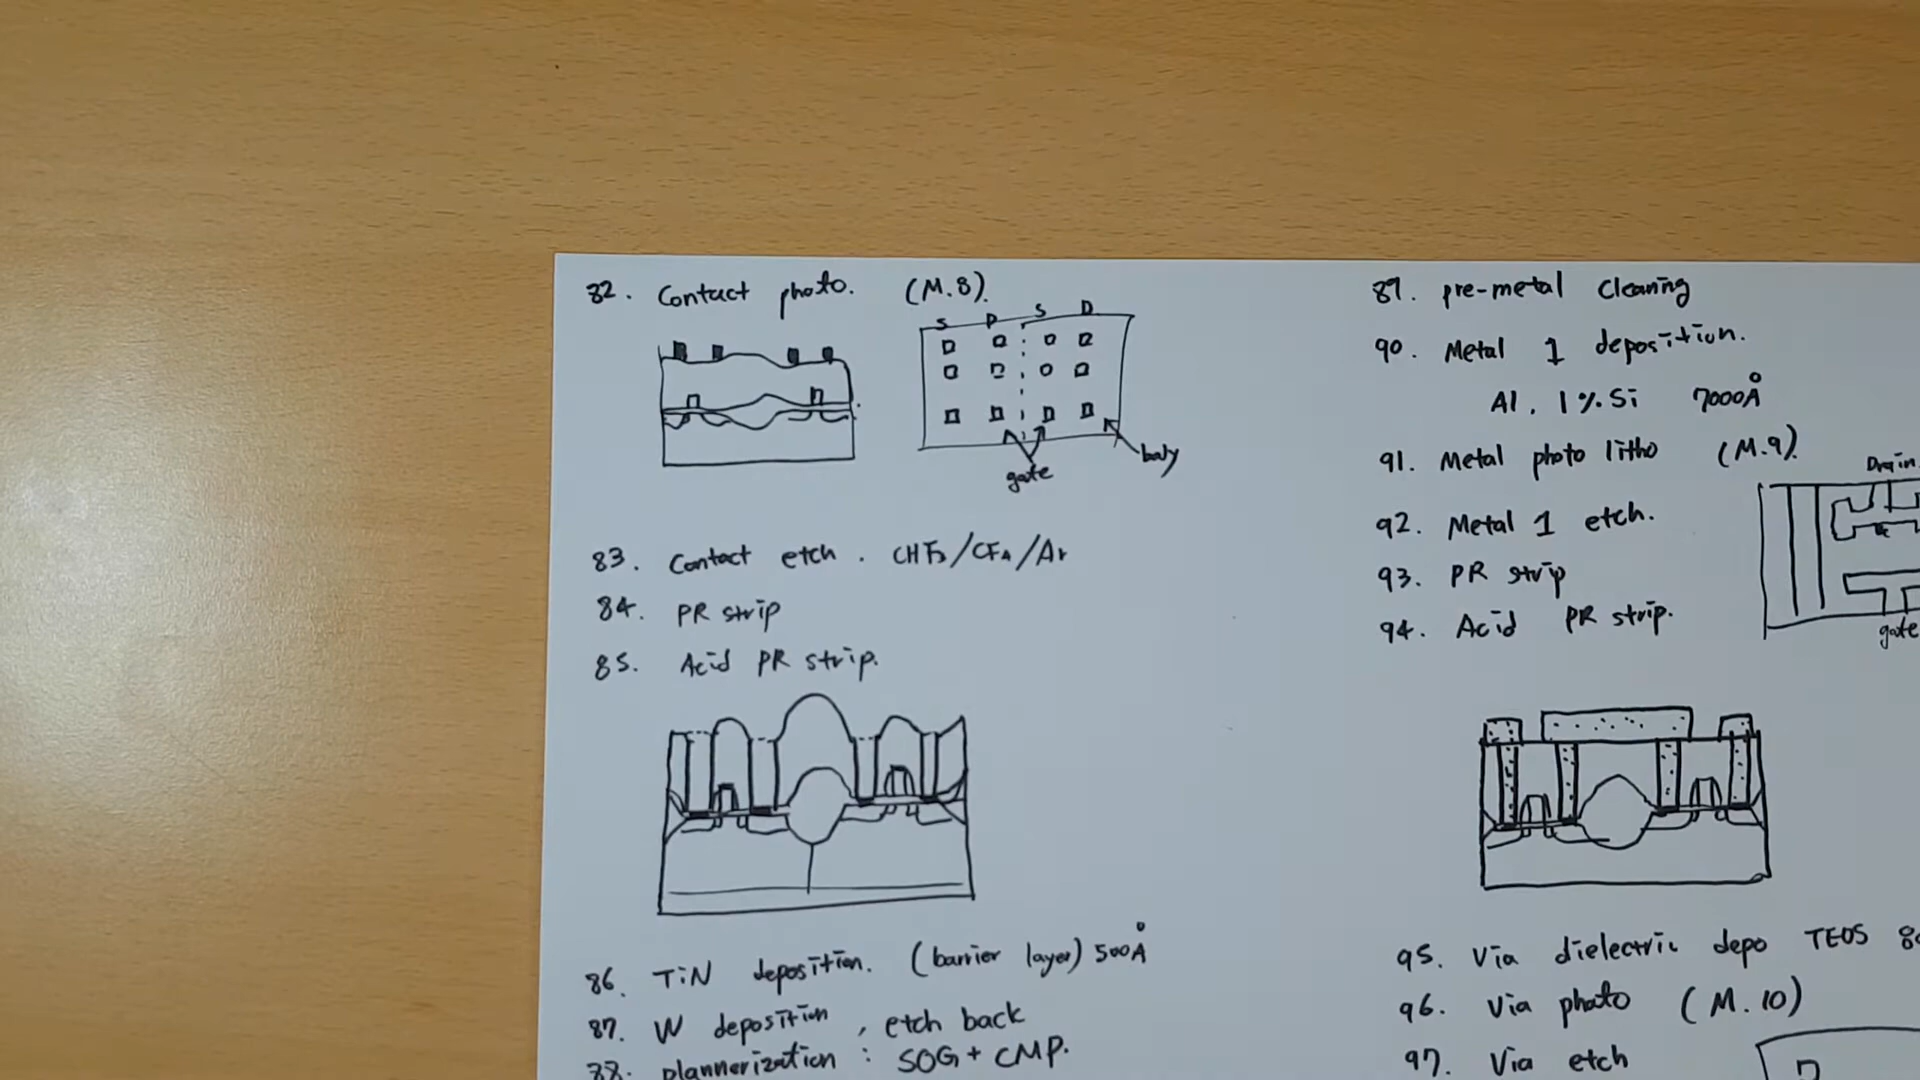 82. Contact photo. (M.8).
S D S D
gate
body
83. Contact etch. CHF3/CF4/Ar
84. PR strip
85. Acid PR strip.
86. TiN deposition. (barrier layer) 500Å
87. W deposition, etch back
88. plannerization: SOG + CMP.
89. pre-metal Cleaning
90. Metal 1 deposition.
Al, 1% Si 7000Å
91. Metal photo litho (M.9).
Drain
92. Metal 1 etch.
93. PR strip
94. Acid PR strip.
gate
95. Via dielectric depo TEOS
96. Via photo (M.10)
97. Via etch